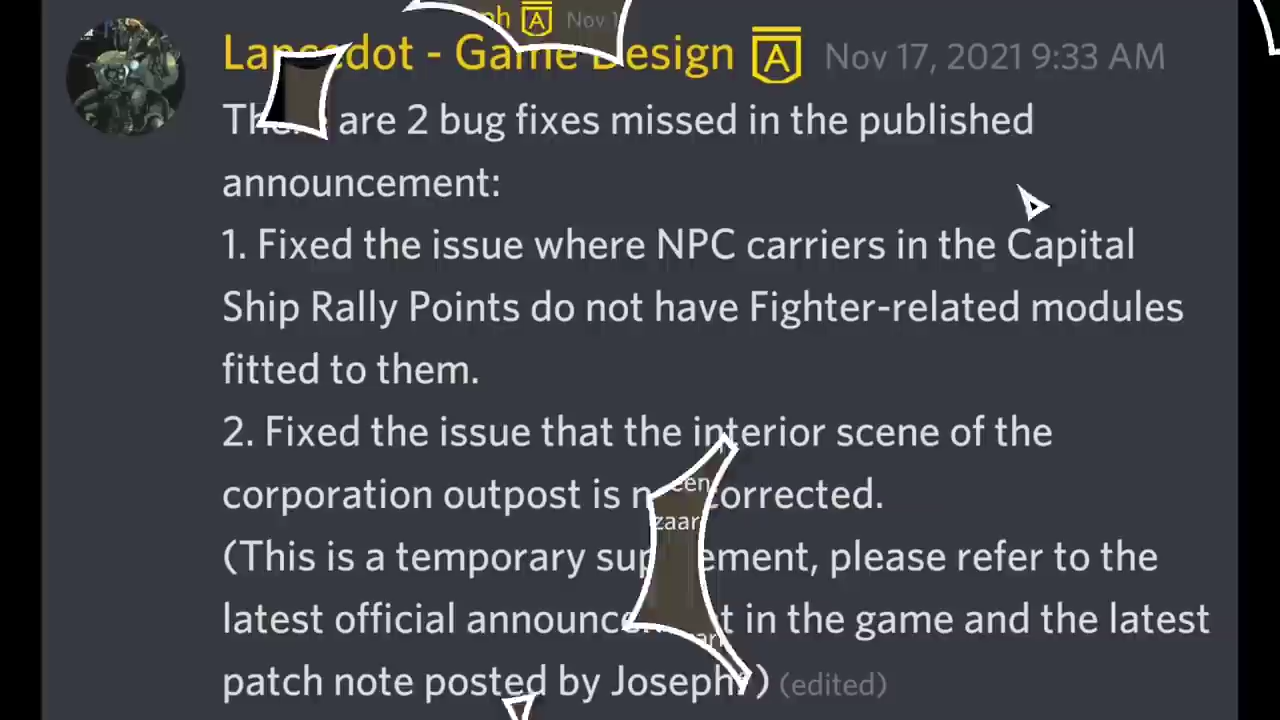 ph Nov 1
- Game Design A Nov 17, 2021 9:33 AM
are 2 bug fixes missed in the published
announcement:
1. Fixed the issue where NPC carriers in the Capital
Ship Rally Points do not have Fighter-related modules
fitted to them.
2. Fixed the issue that the interior scene of the
corporation outpost is corrected.
(This is a temporary please refer to the
latest official in the game and the latest
patch note posted by Joseph ) (edited)